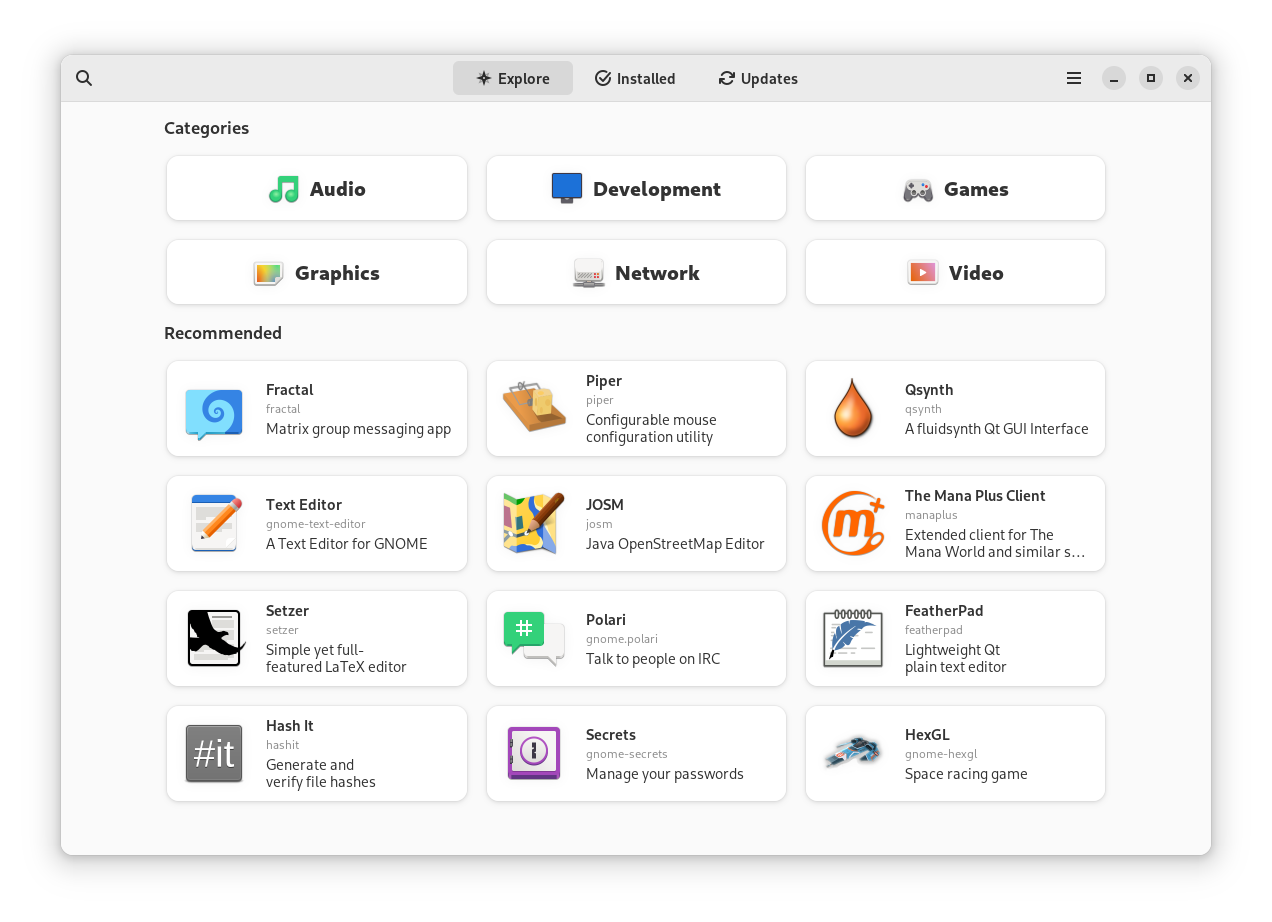 Explore
Installed
Updates
Categories
Audio
Development
Games
Graphics
Network
Video
Recommended
Fractal
fractal
Matrix group messaging app
Piper
piper
Configurable mouse
configuration utility
Qsynth
qsynth
A fluidsynth Qt GUI Interface
Text Editor
gnome-text-editor
A Text Editor for GNOME
JOSM
josm
Java OpenStreetMap Editor
m+
The Mana Plus Client
manaplus
Extended client for The
Mana World and similar s…
Setzer
setzer
Simple yet full-
featured LaTeX editor
#
Polari
gnome.polari
Talk to people on IRC
FeatherPad
featherpad
Lightweight Qt
plain text editor
#it
Hash It
hashit
Generate and
verify file hashes
Secrets
gnome-secrets
Manage your passwords
HexGL
gnome-hexgl
Space racing game